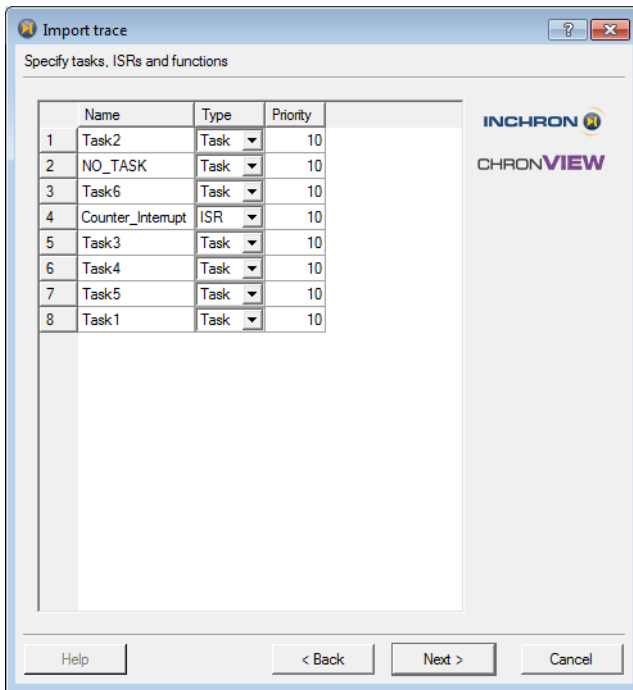 Import trace
Specify tasks, ISRs and functions
Name Type Priority
1 Task2 Task 10
2 NO_TASK Task 10
3 Task6 Task 10
4 Counter_Interrupt ISR 10
5 Task3 Task 10
6 Task4 Task 10
7 Task5 Task 10
8 Task1 Task 10
INCHRON
CHRONVIEW
Help < Back Next > Cancel